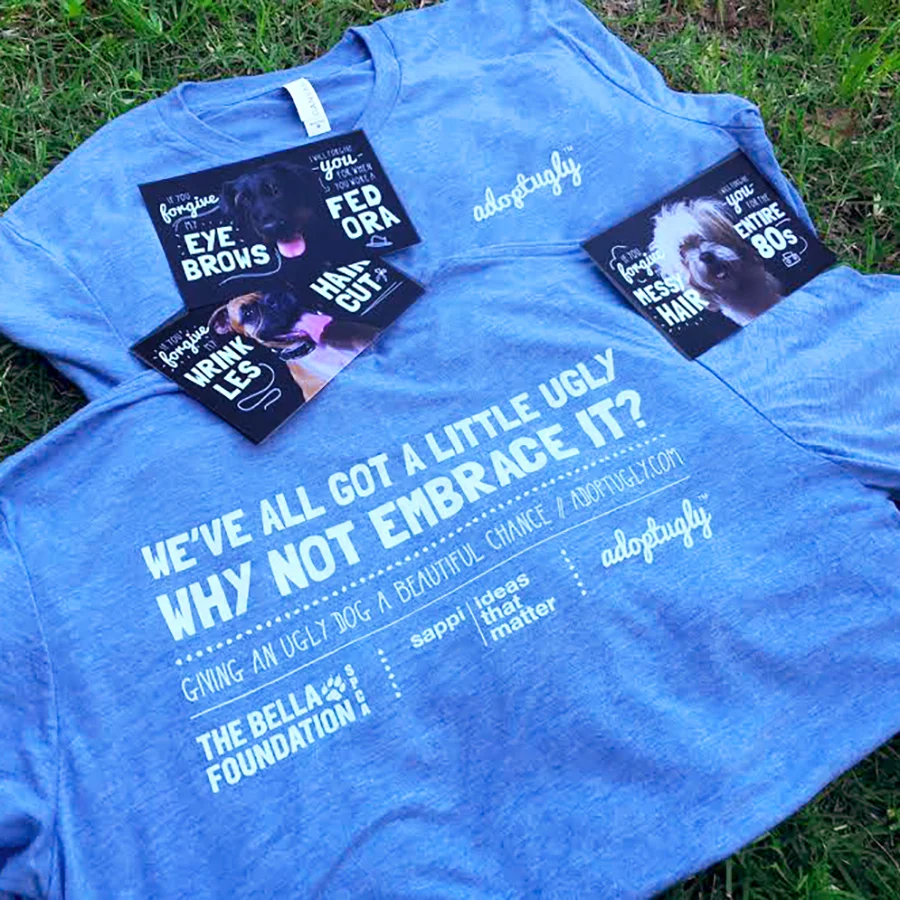 CANVAS
adoptugly™
IF YOU
forgive
MY
EYE
BROWS
I WILL FORGIVE
you
FOR WHEN
YOU WORE A
FED
ORA
IF YOU
forgive
MY
WRINK
LES
HAIR
CUT
IF YOU
forgive
MESSY
HAIR
I WILL FORGIVE
you
FOR THE
ENTIRE
80s
WE'VE ALL GOT A LITTLE UGLY
WHY NOT EMBRACE IT?
GIVING AN UGLY DOG A BEAUTIFUL CHANCE // ADOPTUGLY.COM
THE BELLA SPCA
FOUNDATION
sappi | ideas
that
matter
adoptugly™